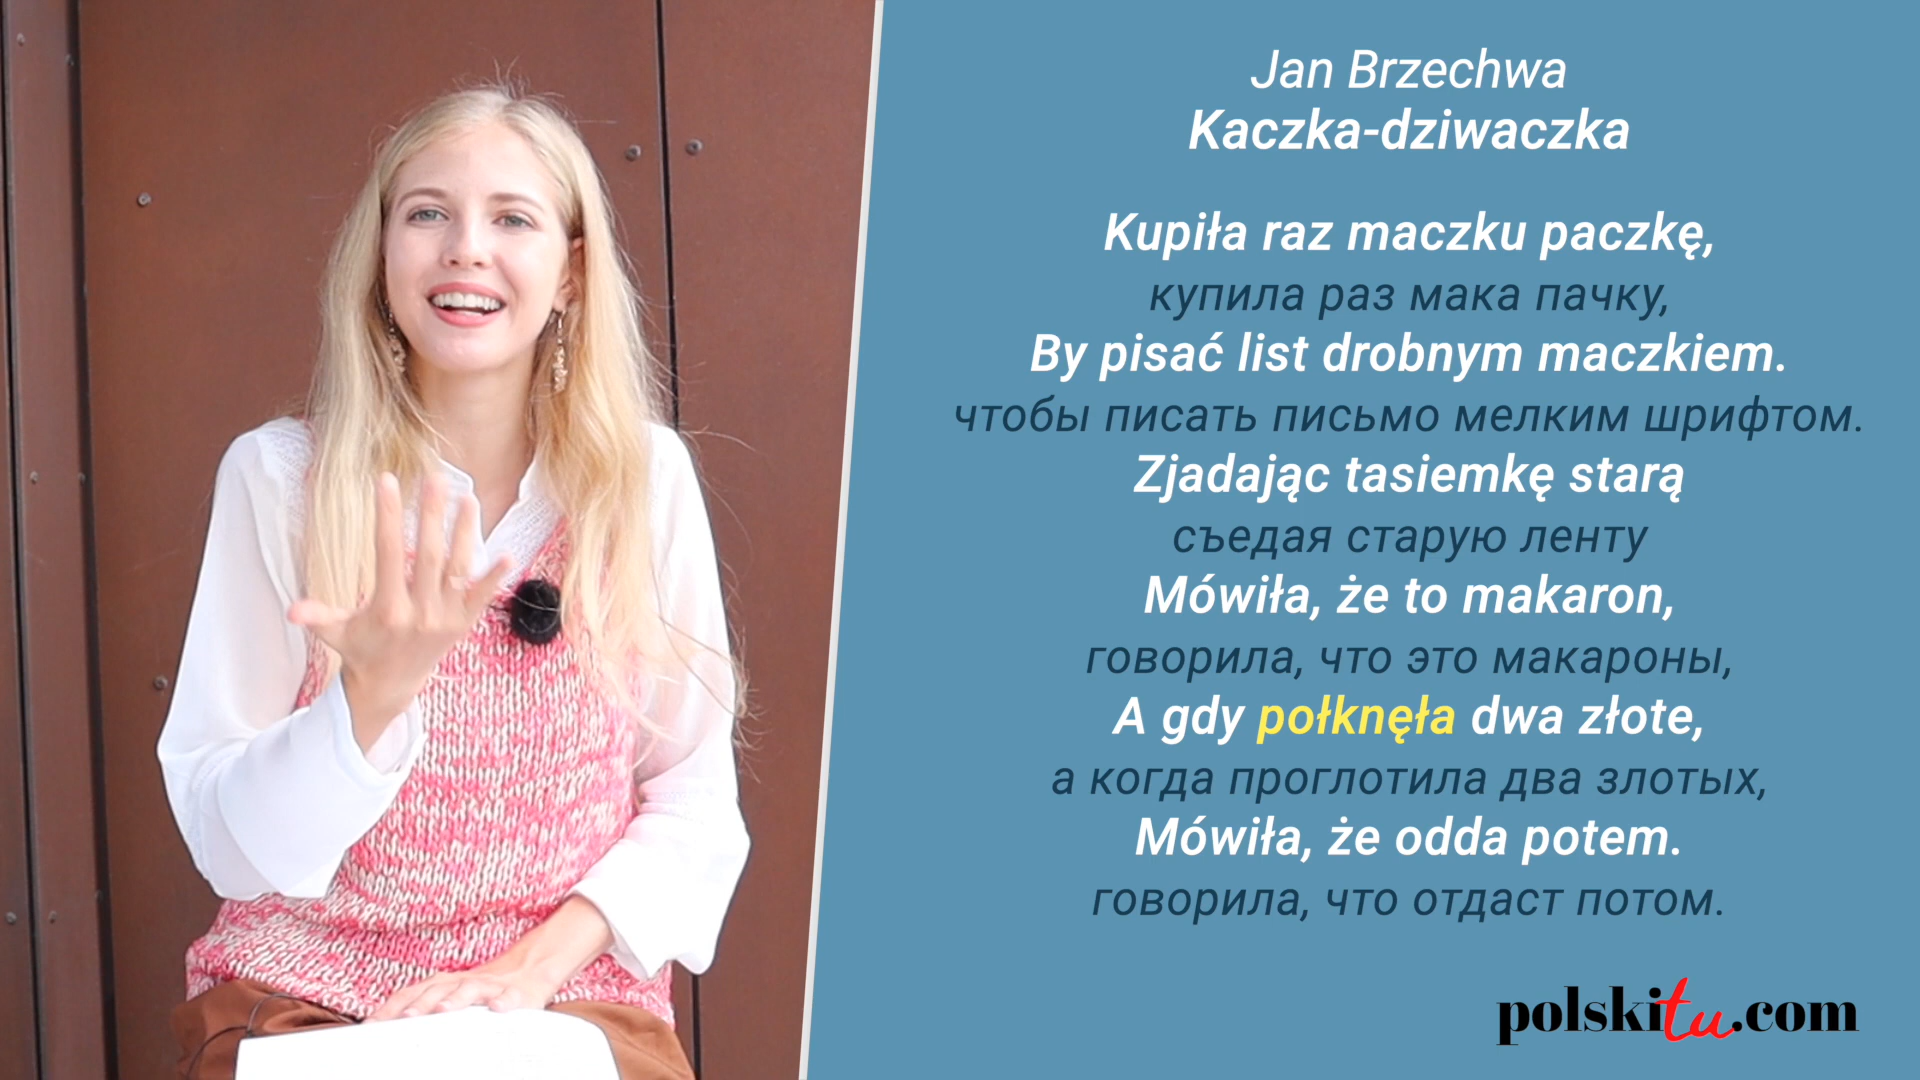 Jan Brzechwa
Kaczka-dziwaczka
Kupiła raz maczku paczkę,
купила раз мака пачку,
By pisać list drobnym maczkiem.
чтобы писать письмо мелким шрифтом.
Zjadając tasiemkę starą
съедая старую ленту
Mówiła, że to makaron,
говорила, что это макароны,
A gdy połknęła dwa złote,
а когда проглотила два злотых,
Mówiła, że odda potem.
говорила, что отдаст потом.
polskitu.com